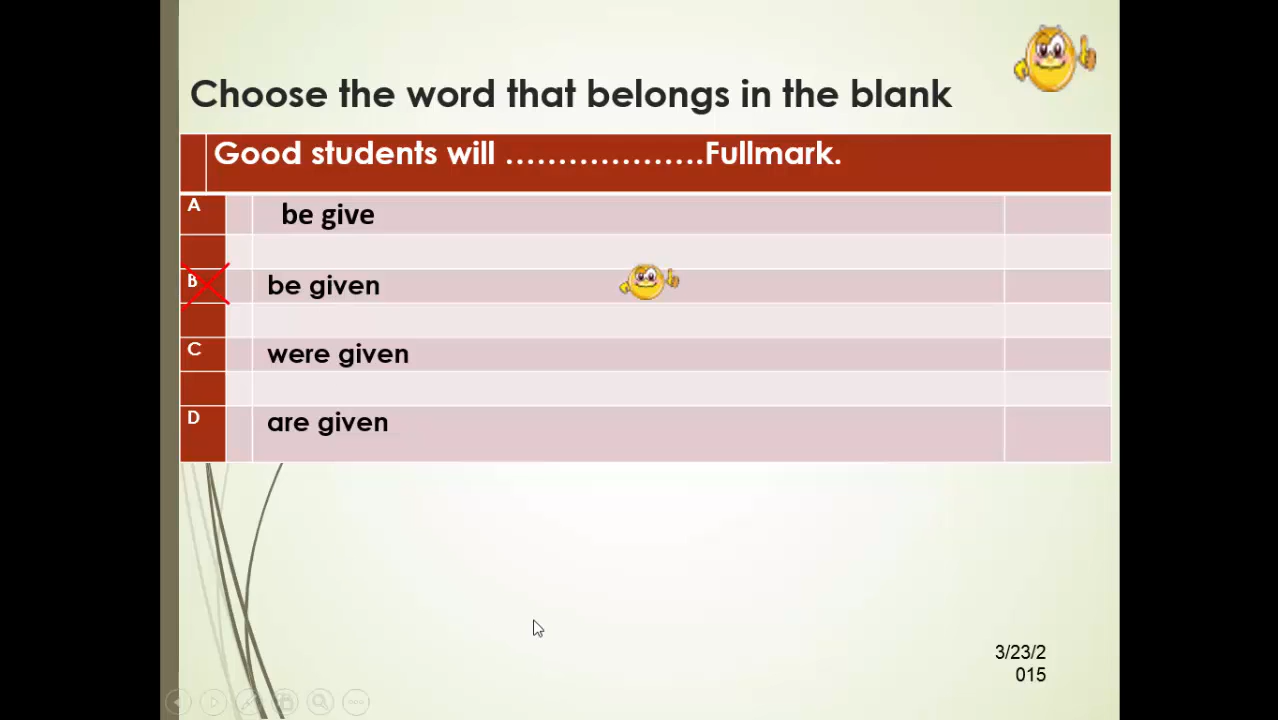 Choose the word that belongs in the blank
Good students will ………………….Fullmark.
A
be give
B
be given
C
were given
D
are given
3/23/2
015